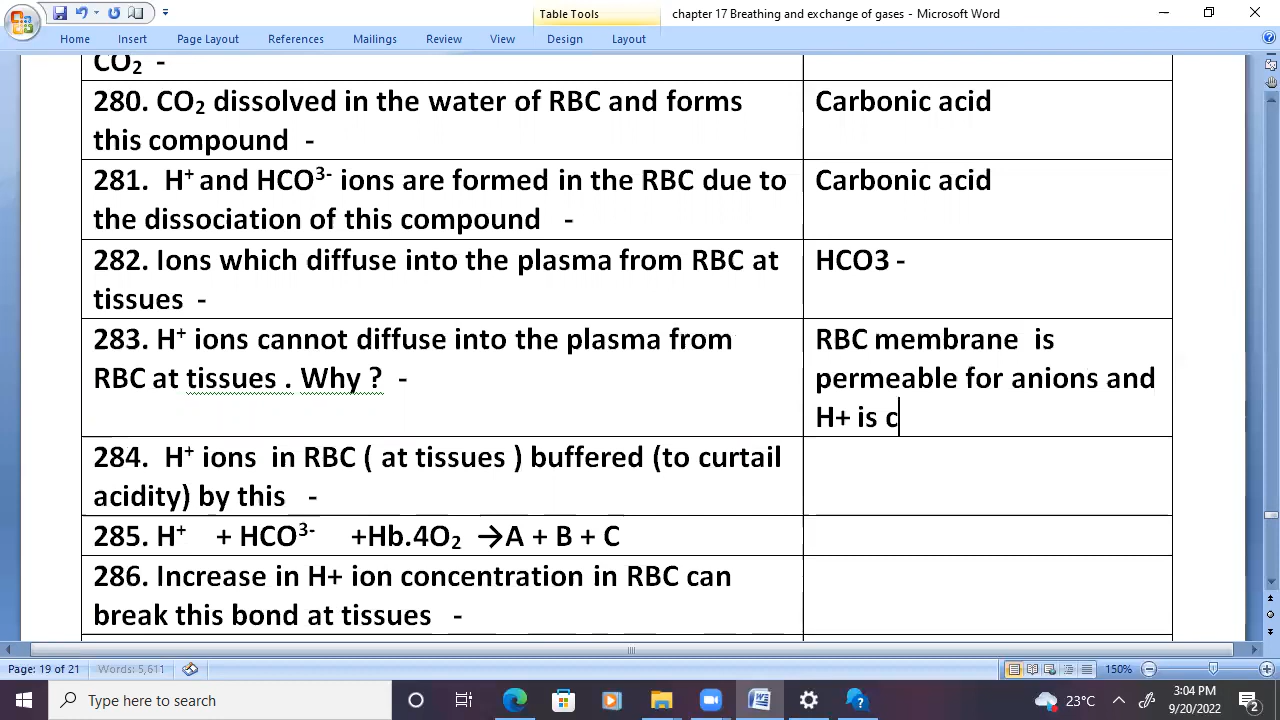 Table Tools
chapter 17 Breathing and exchange of gases - Microsoft Word
Home Insert Page Layout References Mailings Review View Design Layout
CO₂ -
280. CO₂ dissolved in the water of RBC and forms
this compound -
Carbonic acid
281. H⁺ and HCO³⁻ ions are formed in the RBC due to
the dissociation of this compound -
Carbonic acid
282. Ions which diffuse into the plasma from RBC at
tissues -
HCO3 -
283. H⁺ ions cannot diffuse into the plasma from
RBC at tissues . Why ? -
RBC membrane is
permeable for anions and
H+ is c
284. H⁺ ions in RBC ( at tissues ) buffered (to curtail
acidity) by this -
285. H⁺ + HCO³⁻ +Hb.4O₂ →A + B + C
286. Increase in H+ ion concentration in RBC can
break this bond at tissues -
Page: 19 of 21 Words: 5,611 150%
Type here to search
23°C
3:04 PM
9/20/2022
2